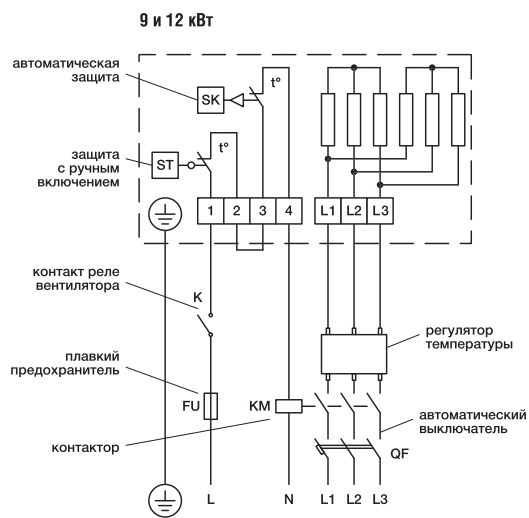 9 и 12 кВт
автоматическая
защита
SK
t°
защита
с ручным
включением
ST
t°
1 2 3 4 L1 L2 L3
контакт реле
вентилятора
K
регулятор
температуры
плавкий
предохранитель
FU
KM
контактор
автоматический
выключатель
QF
L N L1 L2 L3